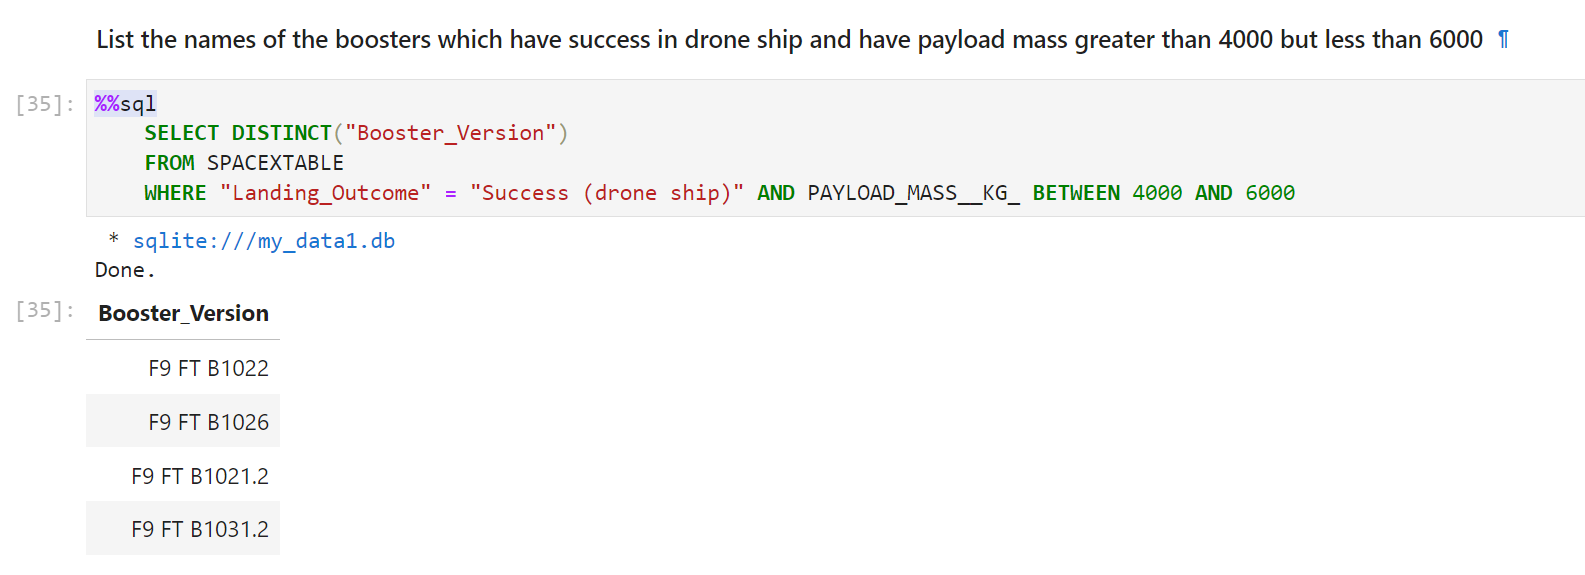 List the names of the boosters which have success in drone ship and have payload mass greater than 4000 but less than 6000 ¶
[35]: %%sql
SELECT DISTINCT("Booster_Version")
FROM SPACEXTABLE
WHERE "Landing_Outcome" = "Success (drone ship)" AND PAYLOAD_MASS__KG_ BETWEEN 4000 AND 6000
* sqlite:///my_data1.db
Done.
[35]: Booster_Version
F9 FT B1022
F9 FT B1026
F9 FT B1021.2
F9 FT B1031.2